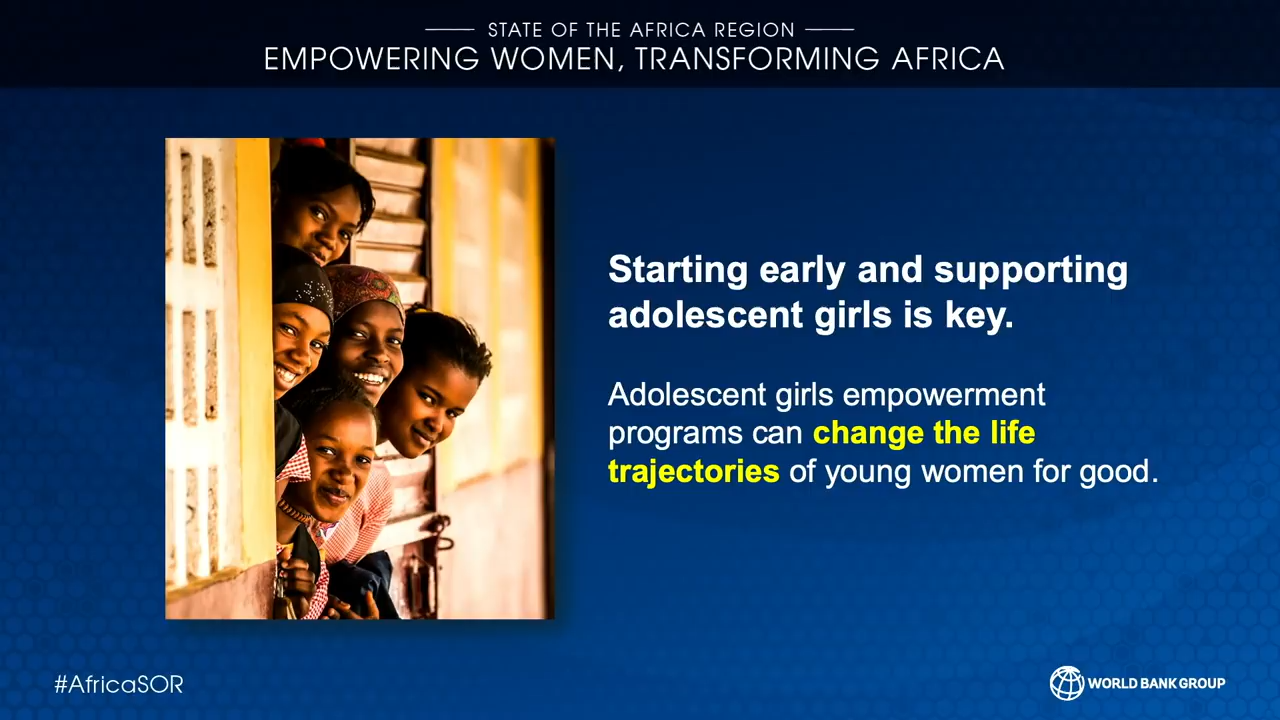 STATE OF THE AFRICA REGION
EMPOWERING WOMEN, TRANSFORMING AFRICA
Starting early and supporting
adolescent girls is key.
Adolescent girls empowerment
programs can change the life
trajectories of young women for good.
#AfricaSOR
WORLD BANK GROUP